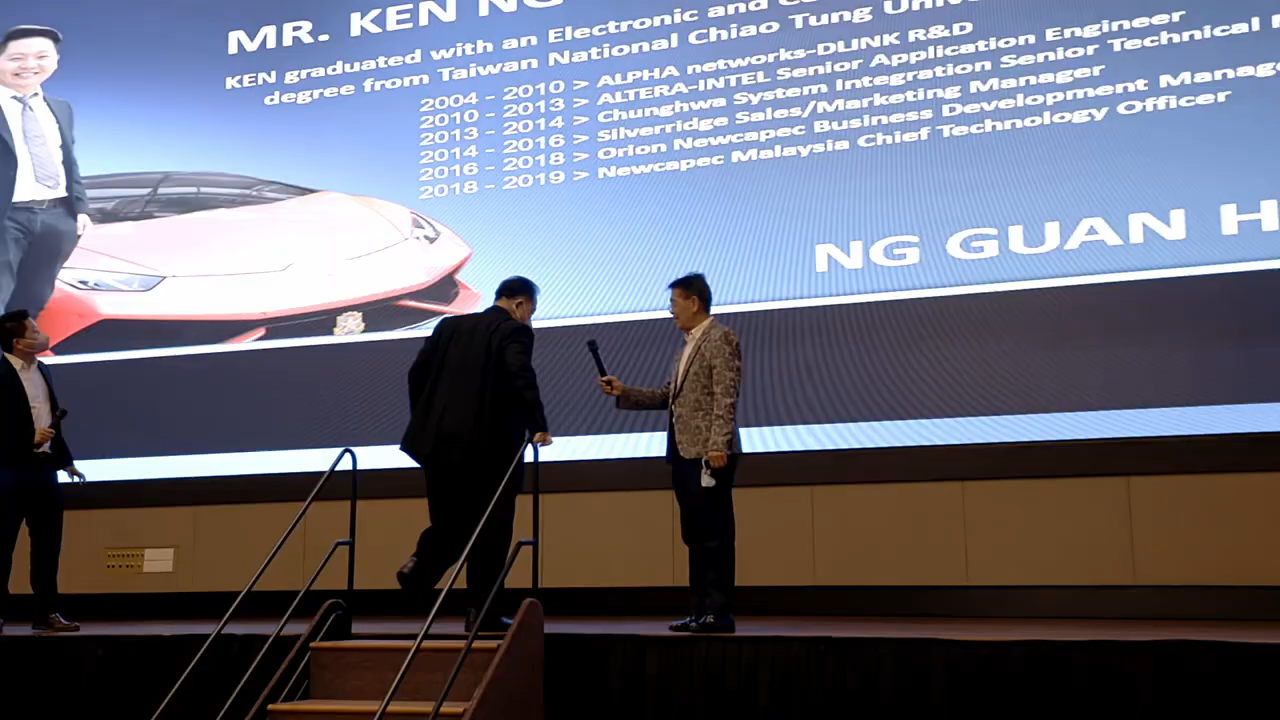 MR. KEN NG
KEN graduated with an Electronic and
degree from Taiwan National Chiao Tung
2004 - 2010 > ALPHA networks-DLINK R&D
2010 - 2013 > ALTERA-INTEL Senior Application Engineer
2013 - 2014 > Chunghwa System Integration Senior Technical
2014 - 2016 > Silverridge Sales/Marketing Manager
2016 - 2018 > Orion Newcapec Business Development
2018 - 2019 > Newcapec Malaysia Chief Technology Officer
NG GUAN H